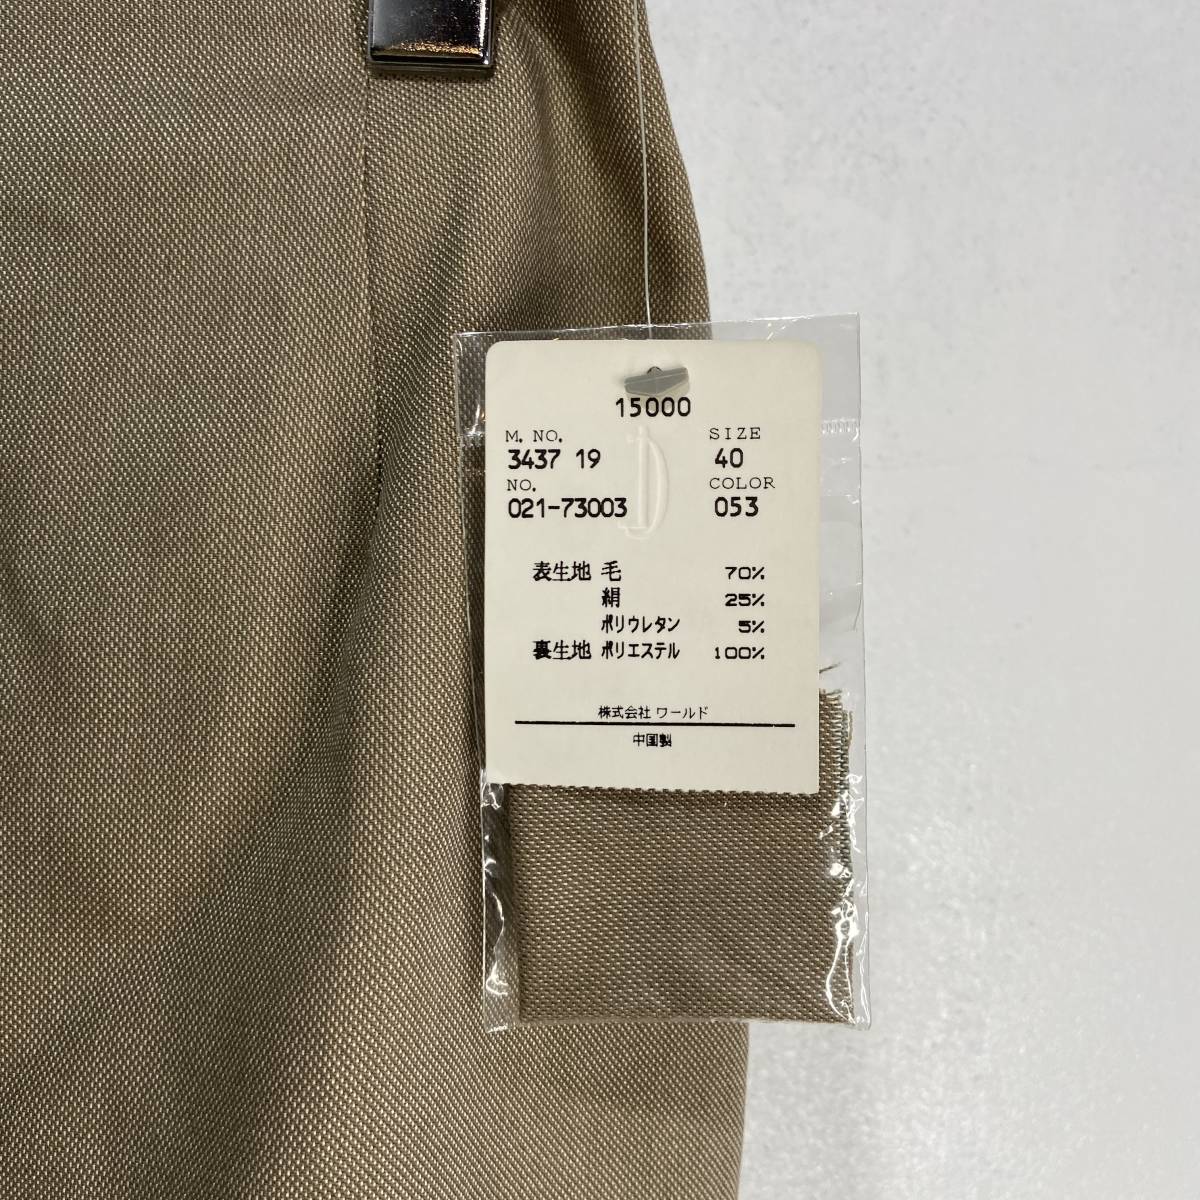 15000
M. NO. SIZE
3437 19 40
NO. COLOR
021-73003 053
表生地 毛 70%
絹 25%
ポリウレタン 5%
裏生地 ポリエステル 100%
株式会社 ワールド
中国製